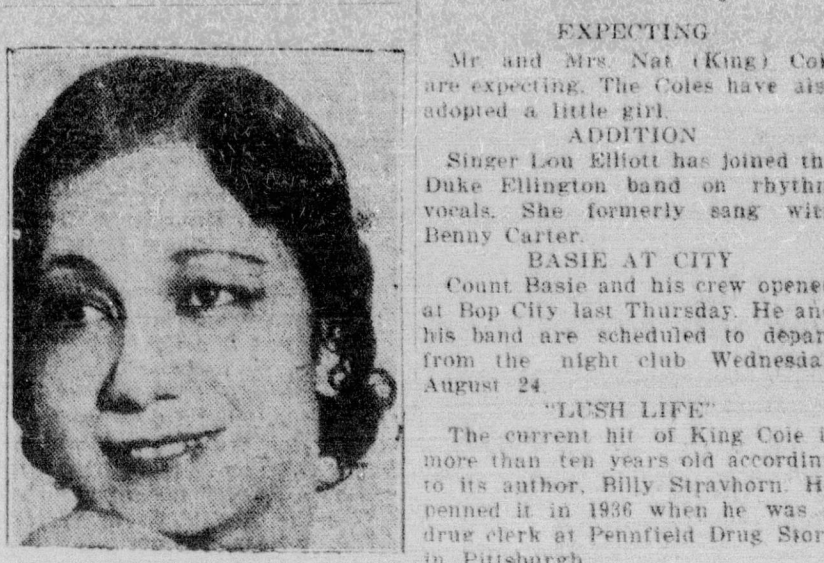 EXPECTING
Mr. and Mrs. Nat (King) Col
are expecting. The Coles have als
adopted a little girl.
ADDITION
Singer Lou Elliott has joined th
Duke Ellington band on rhyth
vocals. She formerly sang wit
Benny Carter.
BASIE AT CITY
Count Basie and his crew opene
at Bop City last Thursday. He an
his band are scheduled to depar
from the night club Wednesda
August 24.
"LUSH LIFE"
The current hit of King Cole i
more than ten years old accordin
to its author, Billy Strayhorn. H
penned it in 1936 when he was
drug clerk at Pennfield Drug Stor
in Pittsburgh